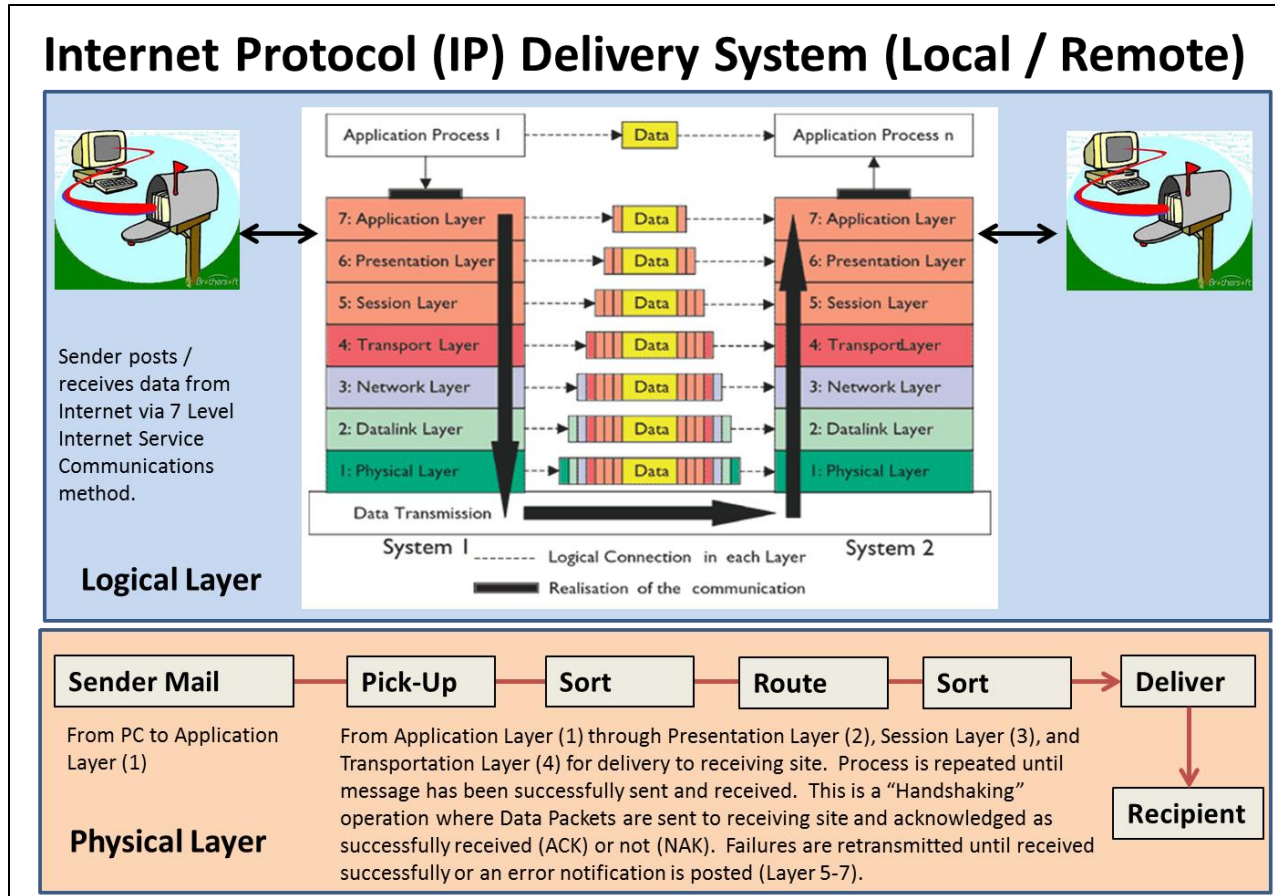 Internet Protocol (IP) Delivery System (Local / Remote)
Application Process 1
Data
Application Process n
7: Application Layer
Data
7: Application Layer
6: Presentation Layer
Data
6: Presentation Layer
5: Session Layer
Data
5: Session Layer
4: Transport Layer
Data
4: TransportLayer
3: Network Layer
Data
3: Network Layer
2: Datalink Layer
Data
2: Datalink Layer
1: Physical Layer
Data
1: Physical Layer
Data Transmission
System 1
System 2
Logical Connection in each Layer
Realisation of the communication
Br*thers*ft
Br*thers*ft
Sender posts /
receives data from
Internet via 7 Level
Internet Service
Communications
method.
Logical Layer
Sender Mail
Pick-Up
Sort
Route
Sort
Deliver
Recipient
From PC to Application
Layer (1)
From Application Layer (1) through Presentation Layer (2), Session Layer (3), and
Transportation Layer (4) for delivery to receiving site.  Process is repeated until
message has been successfully sent and received.  This is a “Handshaking”
operation where Data Packets are sent to receiving site and acknowledged as
successfully received (ACK) or not (NAK).  Failures are retransmitted until received
successfully or an error notification is posted (Layer 5-7).
Physical Layer